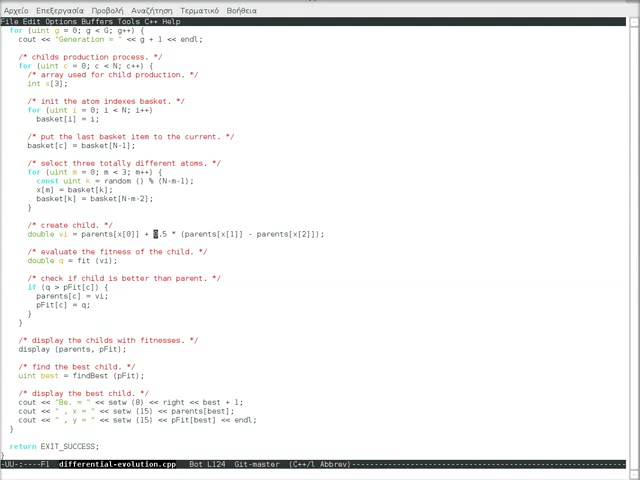 Αρχείο Επεξεργασία Προβολή Αναζήτηση Τερματικό Βοήθεια
File Edit Options Buffers Tools C++ Help
for (uint g = 0; g < G; g++) {
cout << "Generation = " << g + 1 << endl;
/* childs production process. */
for (uint c = 0; c < N; c++) {
/* array used for child production. */
int x[3];
/* init the atom indexes basket. */
for (uint i = 0; i < N; i++)
basket[i] = i;
/* put the last basket item to the current. */
basket[c] = basket[N-1];
/* select three totally different atoms. */
for (uint m = 0; m < 3; m++) {
const uint k = random () % (N-m-1);
x[m] = basket[k];
basket[k] = basket[N-m-2];
}
/* create child. */
double vi = parents[x[0]] + 0.5 * (parents[x[1]] - parents[x[2]]);
/* evaluate the fitness of the child. */
double q = fit (vi);
/* check if child is better than parent. */
if (q > pFit[c]) {
parents[c] = vi;
pFit[c] = q;
}
}
/* display the childs with fitnesses. */
display (parents, pFit);
/* find the best child. */
uint best = findBest (pFit);
/* display the best child. */
cout << "Be. = " << setw (8) << right << best + 1;
cout << " , x = " << setw (15) << parents[best];
cout << " , y = " << setw (15) << pFit[best] << endl;
}
return EXIT_SUCCESS;
}
-UU-:----F1 differential-evolution.cpp Bot L124 Git-master (C++/l Abbrev)